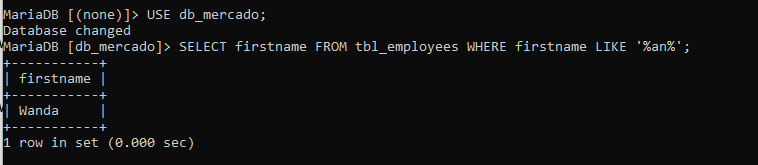 MariaDB [(none)]> USE db_mercado;
Database changed
MariaDB [db_mercado]> SELECT firstname FROM tbl_employees WHERE firstname LIKE '%an%';
+-----------+
| firstname |
+-----------+
| Wanda     |
+-----------+
1 row in set (0.000 sec)